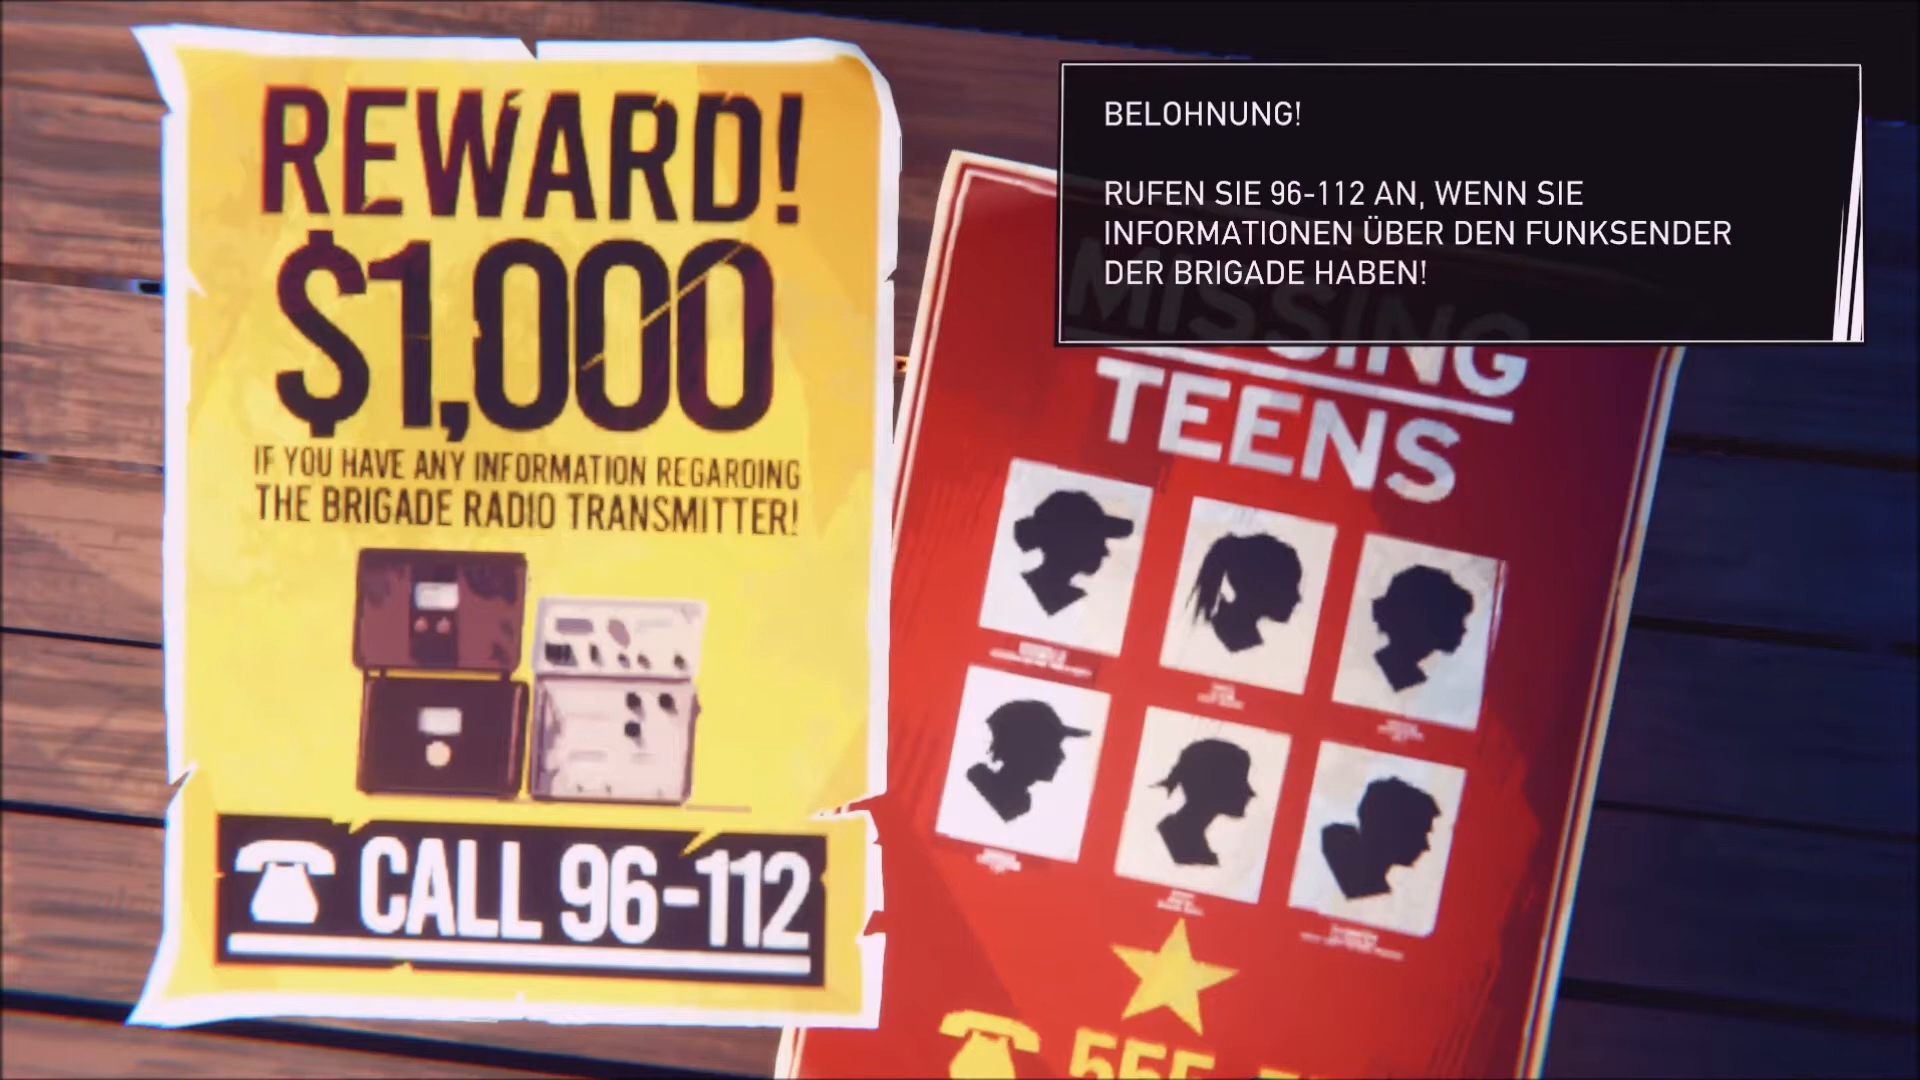 REWARD!
$1,000
IF YOU HAVE ANY INFORMATION REGARDING
THE BRIGADE RADIO TRANSMITTER!
CALL 96-112
BELOHNUNG!
RUFEN SIE 96-112 AN, WENN SIE
INFORMATIONEN ÜBER DEN FUNKSENDER
DER BRIGADE HABEN!
MISSING
TEENS